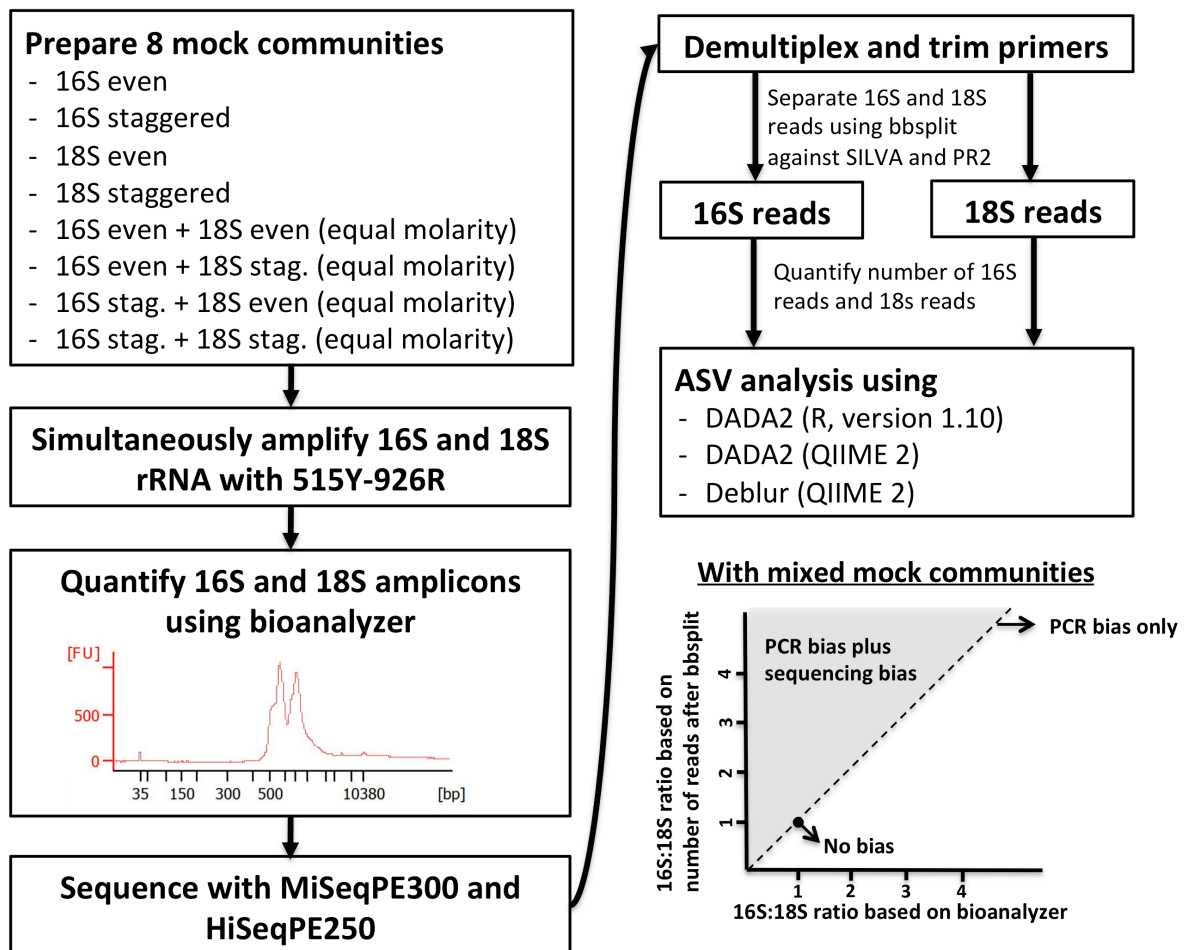 Prepare 8 mock communities
- 16S even
- 16S staggered
- 18S even
- 18S staggered
- 16S even + 18S even (equal molarity)
- 16S even + 18S stag. (equal molarity)
- 16S stag. + 18S even (equal molarity)
- 16S stag. + 18S stag. (equal molarity)
Simultaneously amplify 16S and 18S
rRNA with 515Y-926R
Quantify 16S and 18S amplicons
using bioanalyzer
[FU]
500
0
35 150 300 500 10380 [bp]
Sequence with MiSeqPE300 and
HiSeqPE250
Demultiplex and trim primers
Separate 16S and 18S
reads using bbsplit
against SILVA and PR2
16S reads
18S reads
Quantify number of 16S
reads and 18s reads
ASV analysis using
- DADA2 (R, version 1.10)
- DADA2 (QIIME 2)
- Deblur (QIIME 2)
With mixed mock communities
16S:18S ratio based on
number of reads after bbsplit
4
3
2
1
PCR bias plus
sequencing bias
PCR bias only
No bias
1 2 3 4
16S:18S ratio based on bioanalyzer